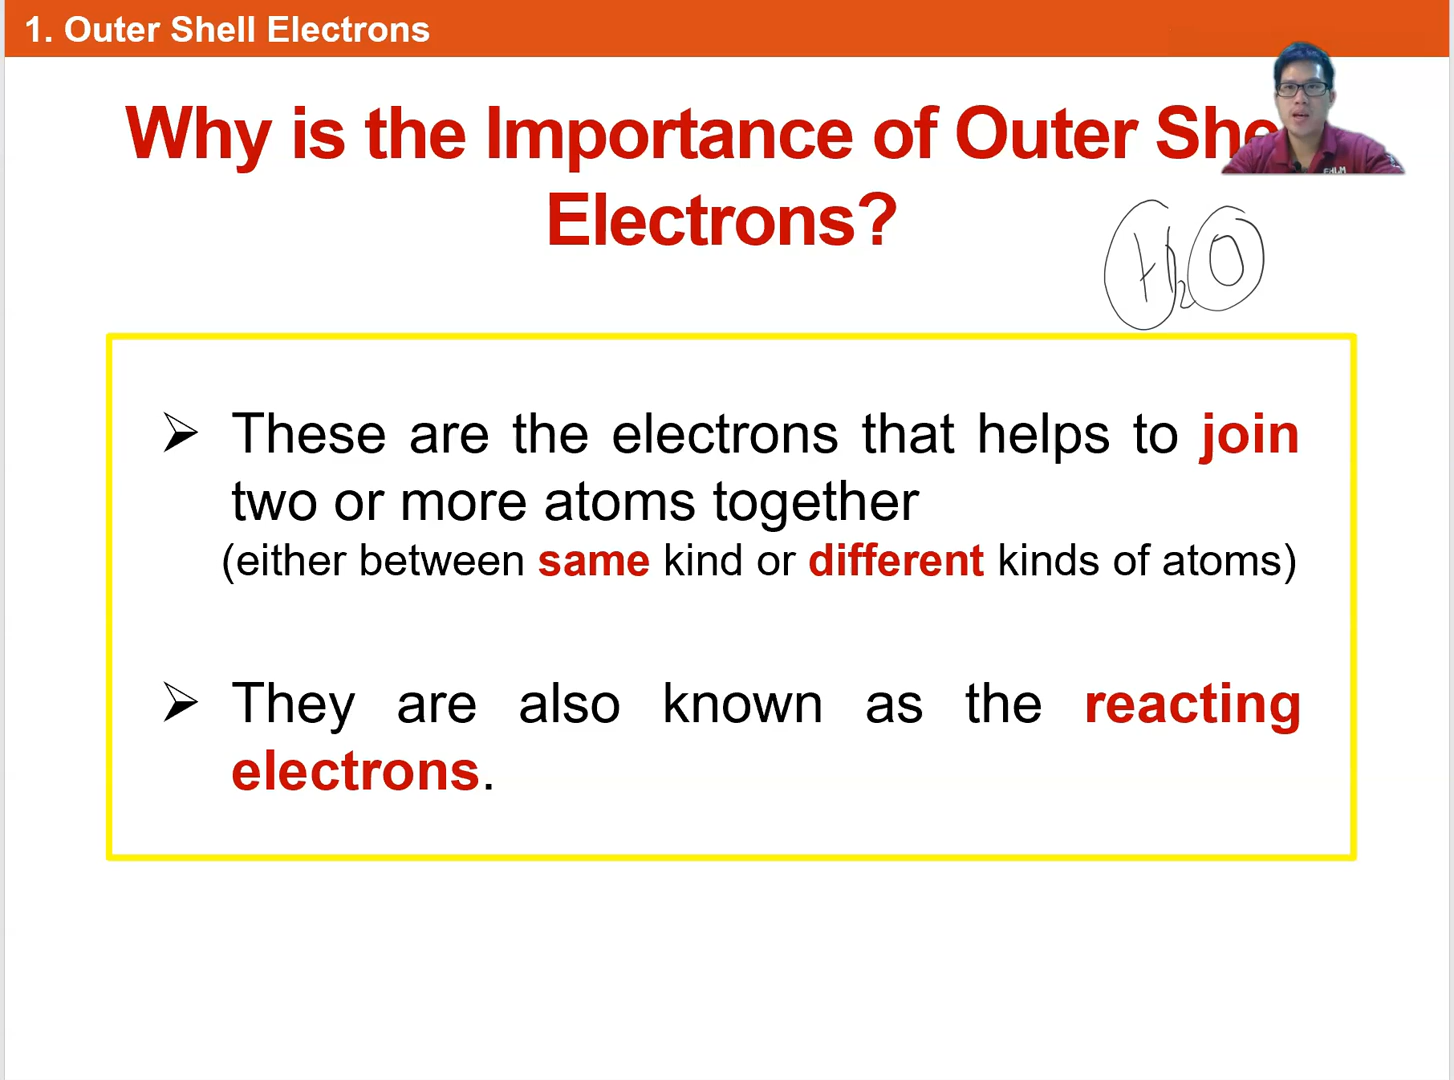 1. Outer Shell Electrons
Why is the Importance of Outer She
Electrons?
H₂O
➢ These are the electrons that helps to join
two or more atoms together
(either between same kind or different kinds of atoms)
➢ They are also known as the reacting
electrons.